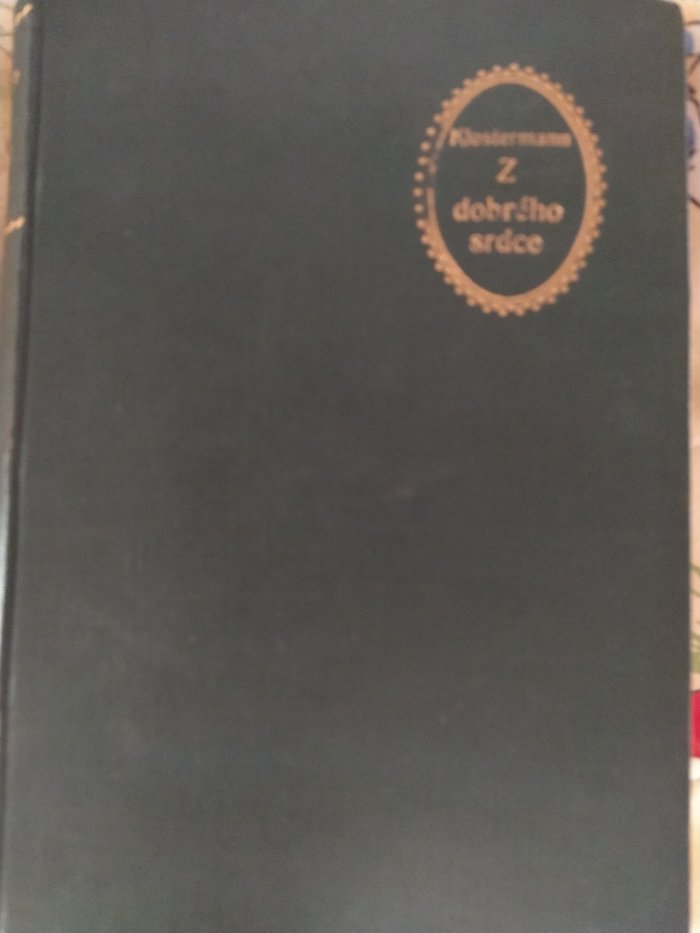 Klostermann
Z
dobrého
srdce